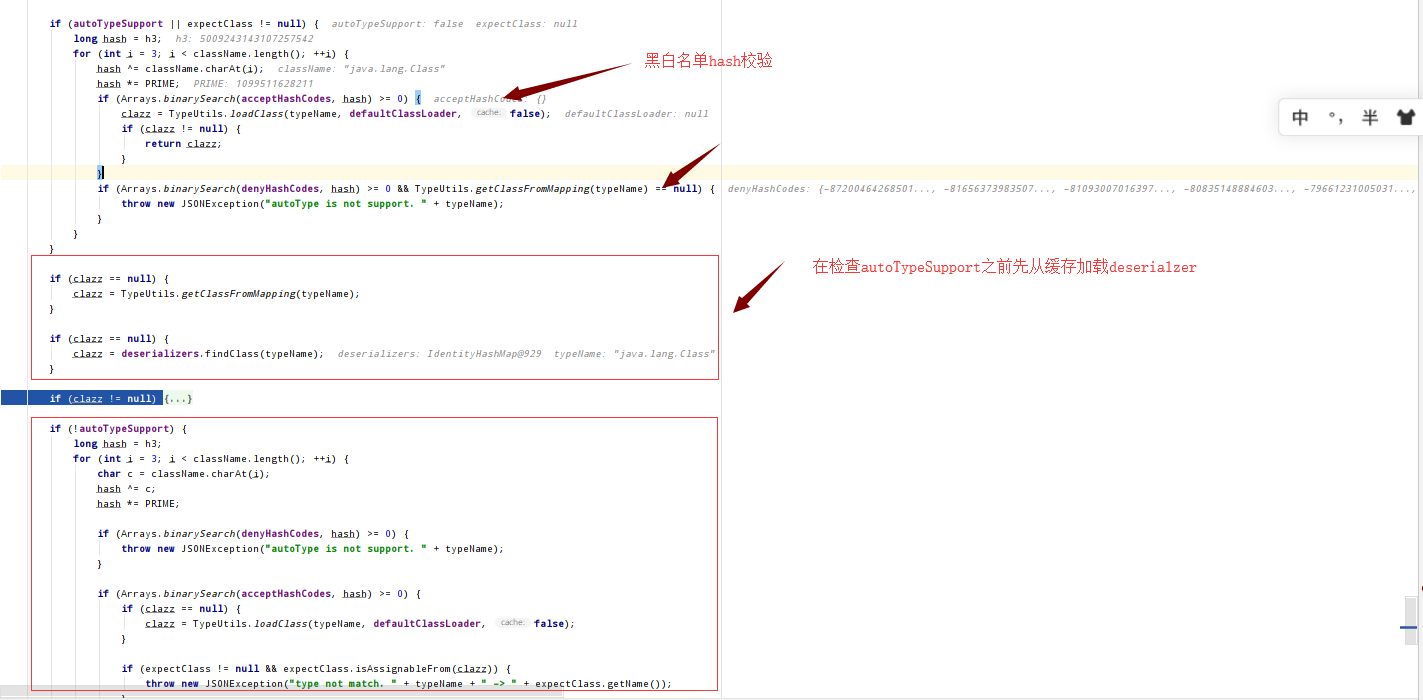 if (autoTypeSupport || expectClass != null) {  autoTypeSupport: false  expectClass: null
long hash = h3;  h3: 5009243143107257542
for (int i = 3; i < className.length(); ++i) {
hash ^= className.charAt(i);  className: "java.lang.Class"
hash *= PRIME;  PRIME: 1099511628211
黑白名单hash校验
if (Arrays.binarySearch(acceptHashCodes, hash) >= 0) {  acceptHashCodes: {}
clazz = TypeUtils.loadClass(typeName, defaultClassLoader, cache: false);  defaultClassLoader: null
if (clazz != null) {
return clazz;
}
}
if (Arrays.binarySearch(denyHashCodes, hash) >= 0 && TypeUtils.getClassFromMapping(typeName) == null) {  denyHashCodes: {-87200464268501..., -81656373983507..., -81093007016397..., -80835148884603..., -79661231005031...,
throw new JSONException("autoType is not support. " + typeName);
}
}
}
中 °, 半
在检查autoTypeSupport之前先从缓存加载deserialzer
if (clazz == null) {
clazz = TypeUtils.getClassFromMapping(typeName);
}
if (clazz == null) {
clazz = deserializers.findClass(typeName);  deserializers: IdentityHashMap@929  typeName: "java.lang.Class"
}
if (clazz != null) {...}
if (!autoTypeSupport) {
long hash = h3;
for (int i = 3; i < className.length(); ++i) {
char c = className.charAt(i);
hash ^= c;
hash *= PRIME;
if (Arrays.binarySearch(denyHashCodes, hash) >= 0) {
throw new JSONException("autoType is not support. " + typeName);
}
if (Arrays.binarySearch(acceptHashCodes, hash) >= 0) {
if (clazz == null) {
clazz = TypeUtils.loadClass(typeName, defaultClassLoader, cache: false);
}
if (expectClass != null && expectClass.isAssignableFrom(clazz)) {
throw new JSONException("type not match. " + typeName + " -> " + expectClass.getName());